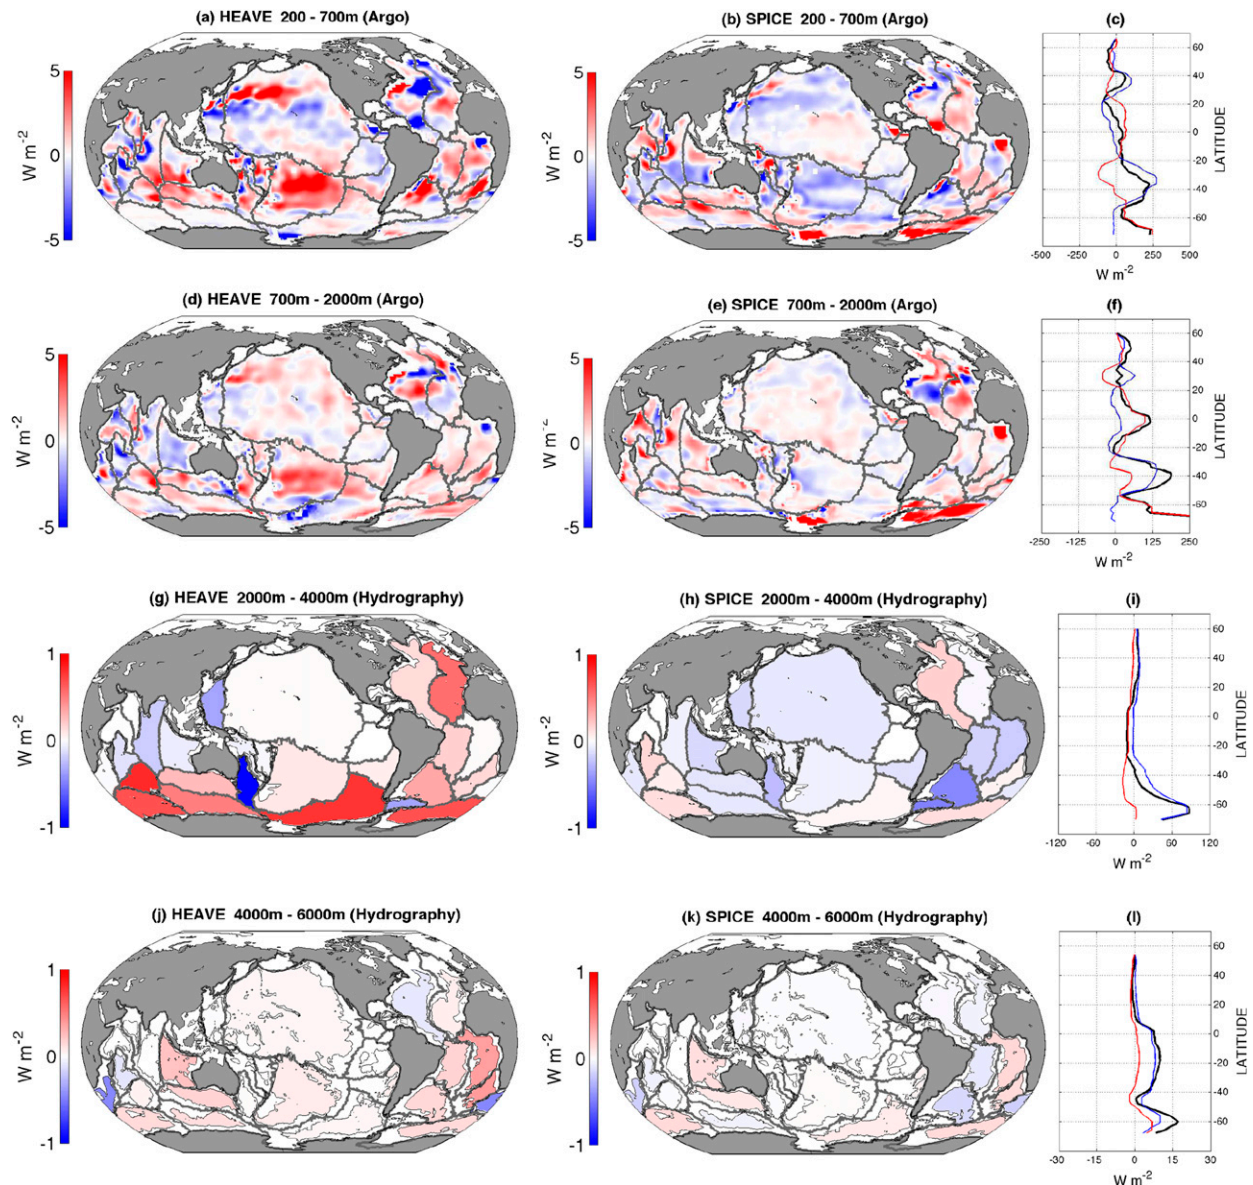 (a) HEAVE 200 - 700m (Argo)
(b) SPICE 200 - 700m (Argo)
(c)
5
0
-5
W m-2
5
0
-5
W m-2
60
40
20
0
-20
-40
-60
LATITUDE
-500 -250 0 250 500
W m-2
(d) HEAVE 700m - 2000m (Argo)
(e) SPICE 700m - 2000m (Argo)
(f)
5
0
-5
W m-2
5
0
-5
W m-2
60
40
20
0
-20
-40
-60
LATITUDE
-250 -125 0 125 250
W m-2
(g) HEAVE 2000m - 4000m (Hydrography)
(h) SPICE 2000m - 4000m (Hydrography)
(i)
1
0
-1
W m-2
1
0
-1
W m-2
60
40
20
0
-20
-40
-60
LATITUDE
-120 -60 0 60 120
W m-2
(j) HEAVE 4000m - 6000m (Hydrography)
(k) SPICE 4000m - 6000m (Hydrography)
(l)
1
0
-1
W m-2
1
0
-1
W m-2
60
40
20
0
-20
-40
-60
LATITUDE
-30 -15 0 15 30
W m-2